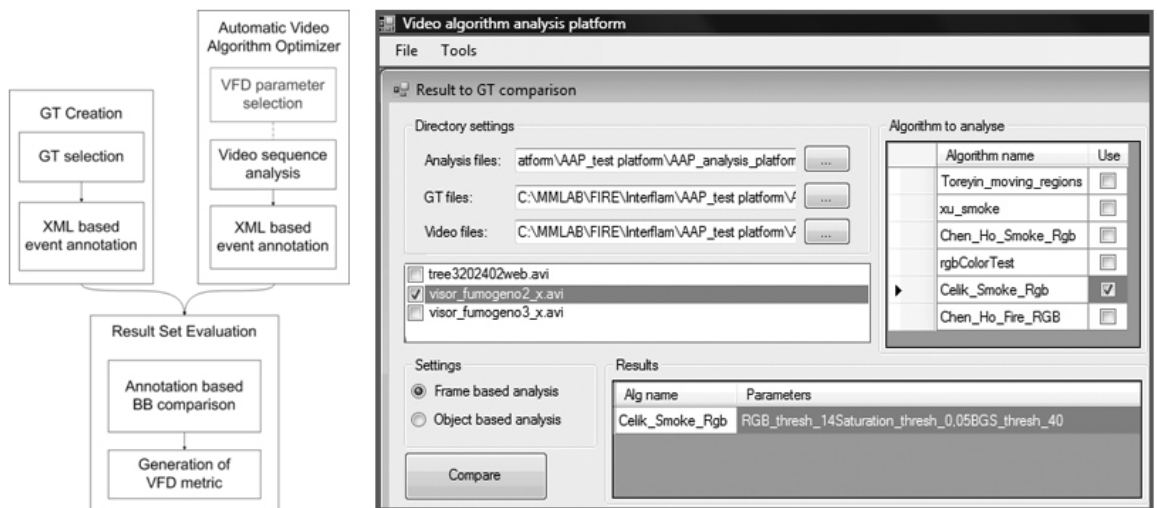 Automatic Video
Algorithm Optimizer
VFD parameter
selection
Video sequence
analysis
XML based
event annotation
GT Creation
GT selection
XML based
event annotation
Result Set Evaluation
Annotation based
BB comparison
Generation of
VFD metric
Video algorithm analysis platform
File Tools
Result to GT comparison
Directory settings
Analysis files: atform\AAP_test platform\AAP_analysis_platform ...
GT files: C:\MMLAB\FIRE\Interflam\AAP_test platform\A ...
Video files: C:\MMLAB\FIRE\Interflam\AAP_test platform\A ...
tree3202402web.avi
visor_fumogeno2_x.avi
visor_fumogeno3_x.avi
Algorithm to analyse
Algorithm name Use
Toreyin_moving_regions
xu_smoke
Chen_Ho_Smoke_Rgb
rgbColorTest
Celik_Smoke_Rgb
Chen_Ho_Fire_RGB
Settings
Frame based analysis
Object based analysis
Compare
Results
Alg name Parameters
Celik_Smoke_Rgb RGB_thresh_14Saturation_thresh_0,05BGS_thresh_40